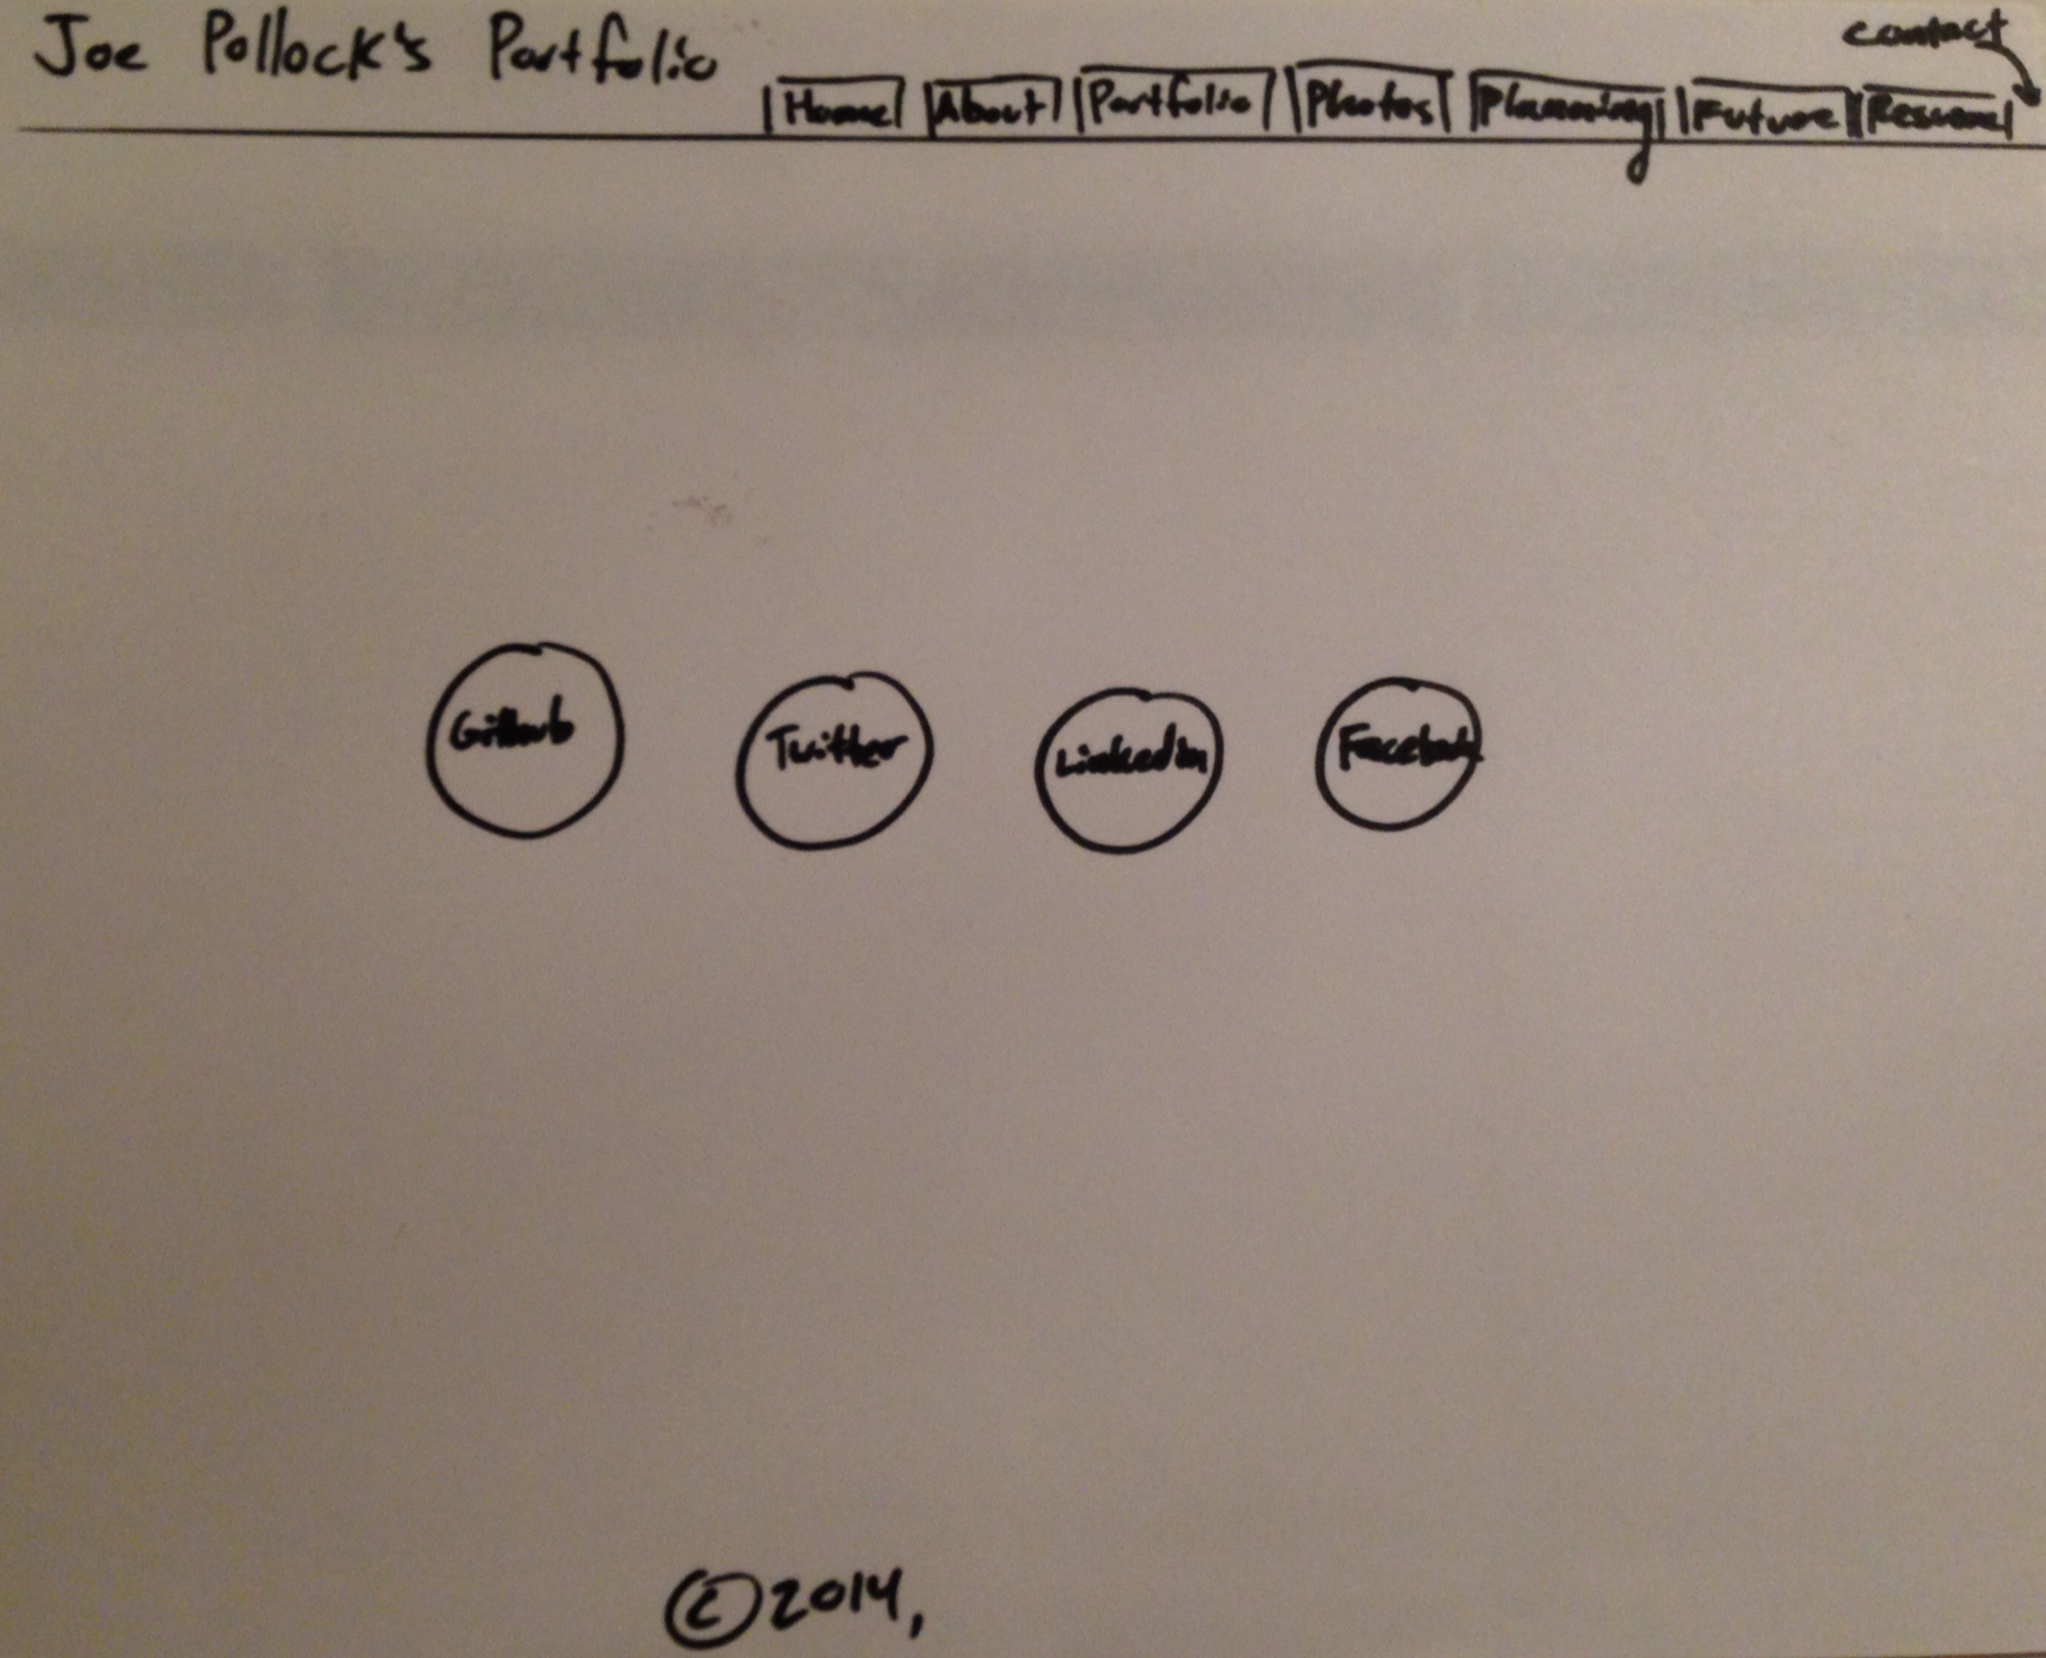 Joe Pollock's Portfolio
contact
Home About Portfolio Photos Planning Future Resume
Github Twitter LinkedIn Facebook
©2014,